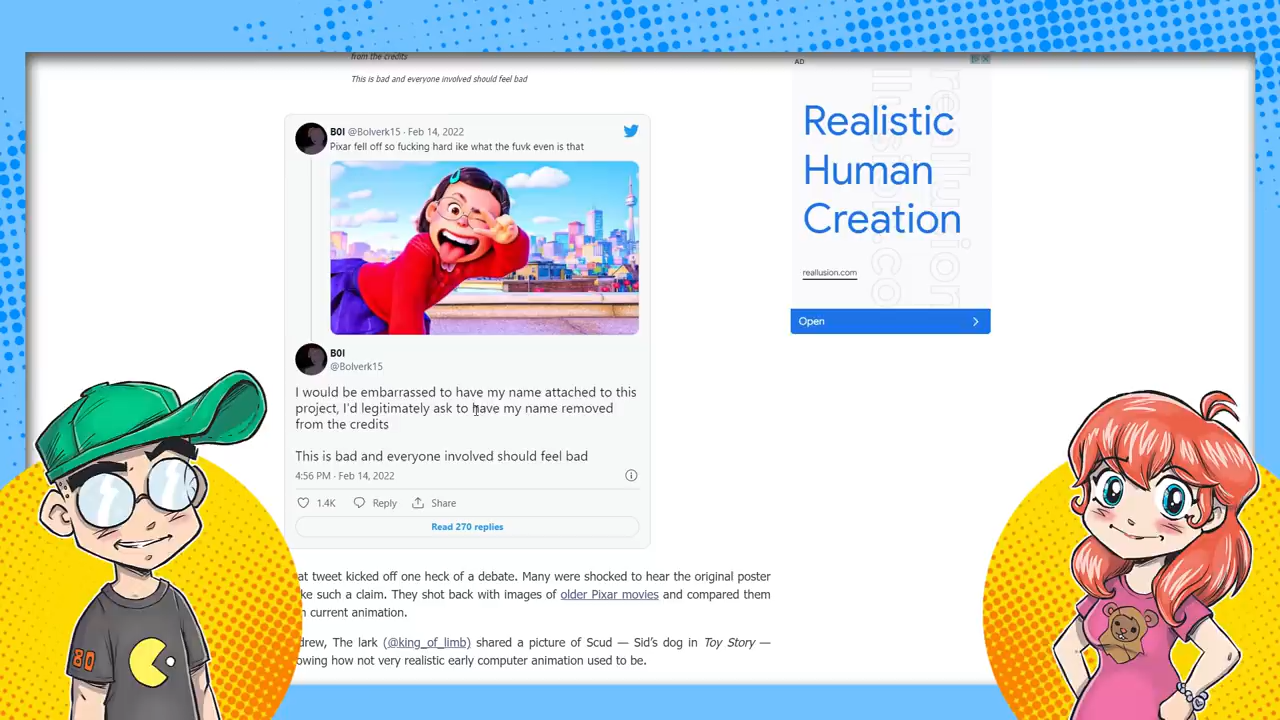 from the credits
This is bad and everyone involved should feel bad
B0I @Bolverk15 · Feb 14, 2022
Pixar fell off so fucking hard ike what the fuvk even is that
B0I
@Bolverk15
I would be embarrassed to have my name attached to this
project, I'd legitimately ask to have my name removed
from the credits
This is bad and everyone involved should feel bad
4:56 PM · Feb 14, 2022
1.4K Reply Share
Read 270 replies
at tweet kicked off one heck of a debate. Many were shocked to hear the original poster
ke such a claim. They shot back with images of older Pixar movies and compared them
current animation.
drew, The lark (@king_of_limb) shared a picture of Scud — Sid's dog in Toy Story —
owing how not very realistic early computer animation used to be.
AD
Realistic
Human
Creation
reallusion.com
Open
80